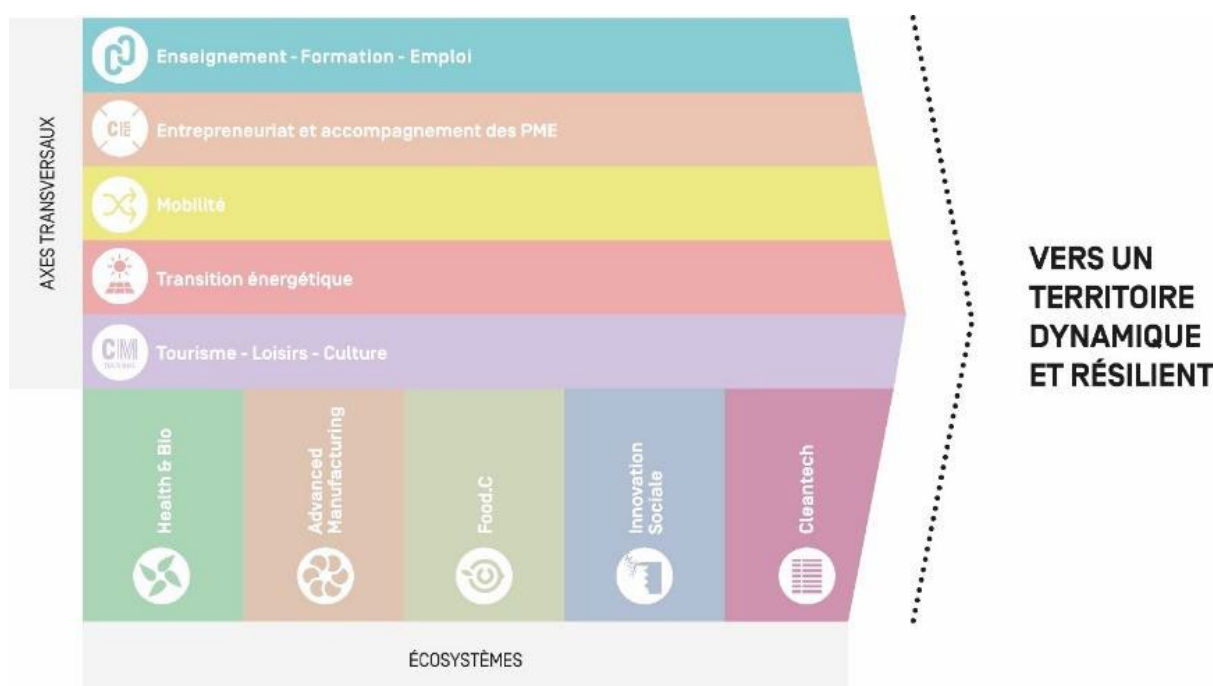 AXES TRANSVERSAUX
Enseignement - Formation - Emploi
Entrepreneuriat et accompagnement des PME
Mobilité
Transition énergétique
CM
Tourisme - Loisirs - Culture
Health & Bio
Advanced
Manufacturing
Food.C
Innovation
Sociale
Cleantech
ÉCOSYSTÈMES
VERS UN
TERRITOIRE
DYNAMIQUE
ET RÉSILIENT